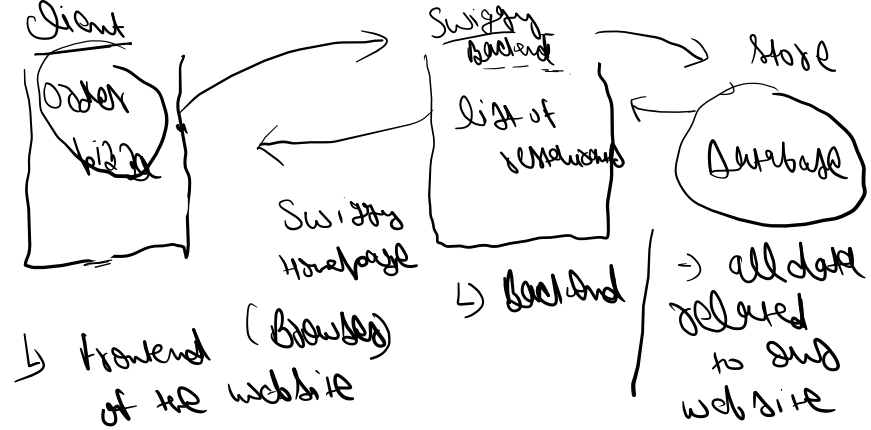 Client
order
pizza
Swiggy
Backend
list of
restaurants
store
Database
Swiggy
Homepage
(Browser)
↳ Frontend
of the website
↳ Backend
→ all data
related
to our
website